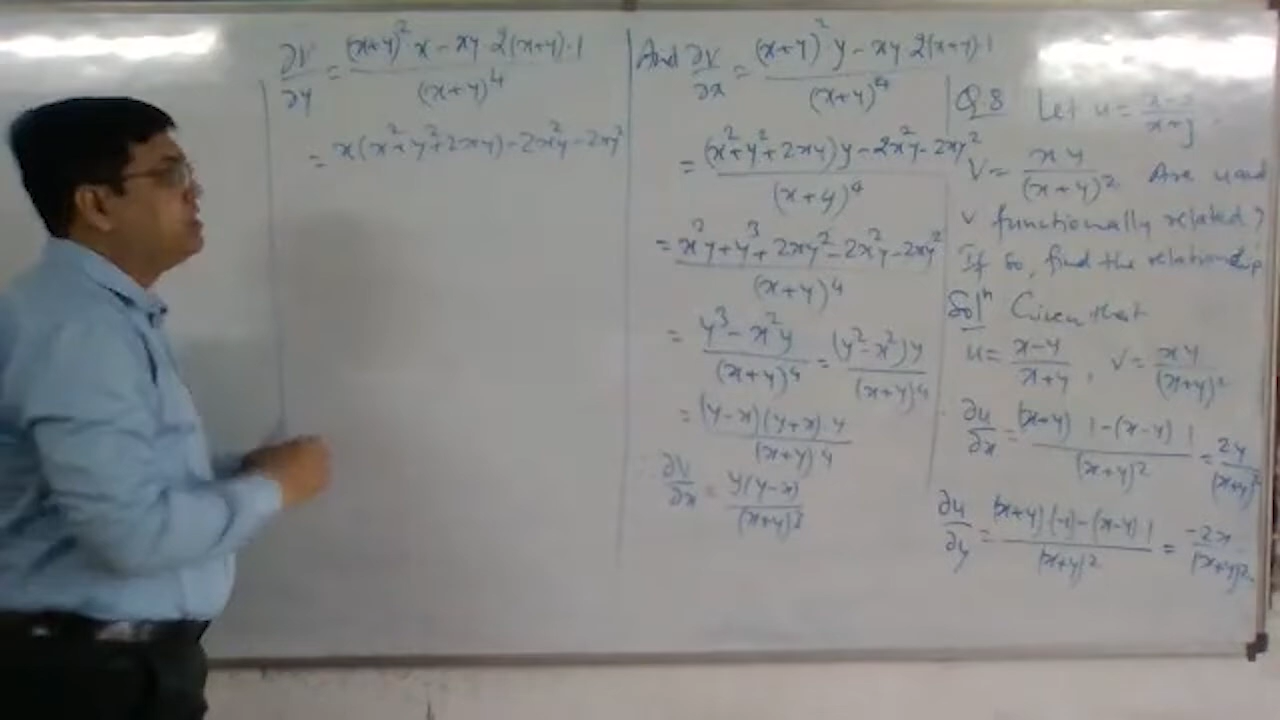 Q8 Let u = x-y / x+y,
V = xy / (x+y)². Are u and
v functionally related?
If so, find the relationship
Solⁿ Given that
u = x-y / x+y, V = xy / (x+y)²
∂u/∂x = (x+y) 1-(x-y) 1 / (x+y)² = 2y / (x+y)²
∂u/∂y = (x+y)(-1)-(x-y) 1 / (x+y)² = -2x / (x+y)²
And ∂V/∂x = (x+y)² y - xy 2(x+y)·1 / (x+y)⁴
= (x²+y²+2xy)y - 2x²y - 2xy² / (x+y)⁴
= x²y+y³+2xy²-2x²y-2xy² / (x+y)⁴
= y³-x²y / (x+y)⁴ = (y²-x²)y / (x+y)⁴
= (y-x)(y+x) y / (x+y)⁴
∴ ∂V/∂x = y(y-x) / (x+y)³
∂V/∂y = (x+y)² x - xy 2(x+y)·1 / (x+y)⁴
= x(x²+y²+2xy)-2x²y-2xy²